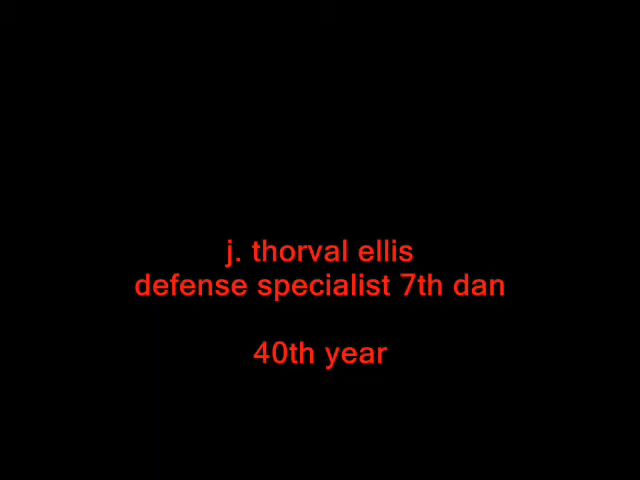 j. thorval ellis
defense specialist 7th dan
40th year